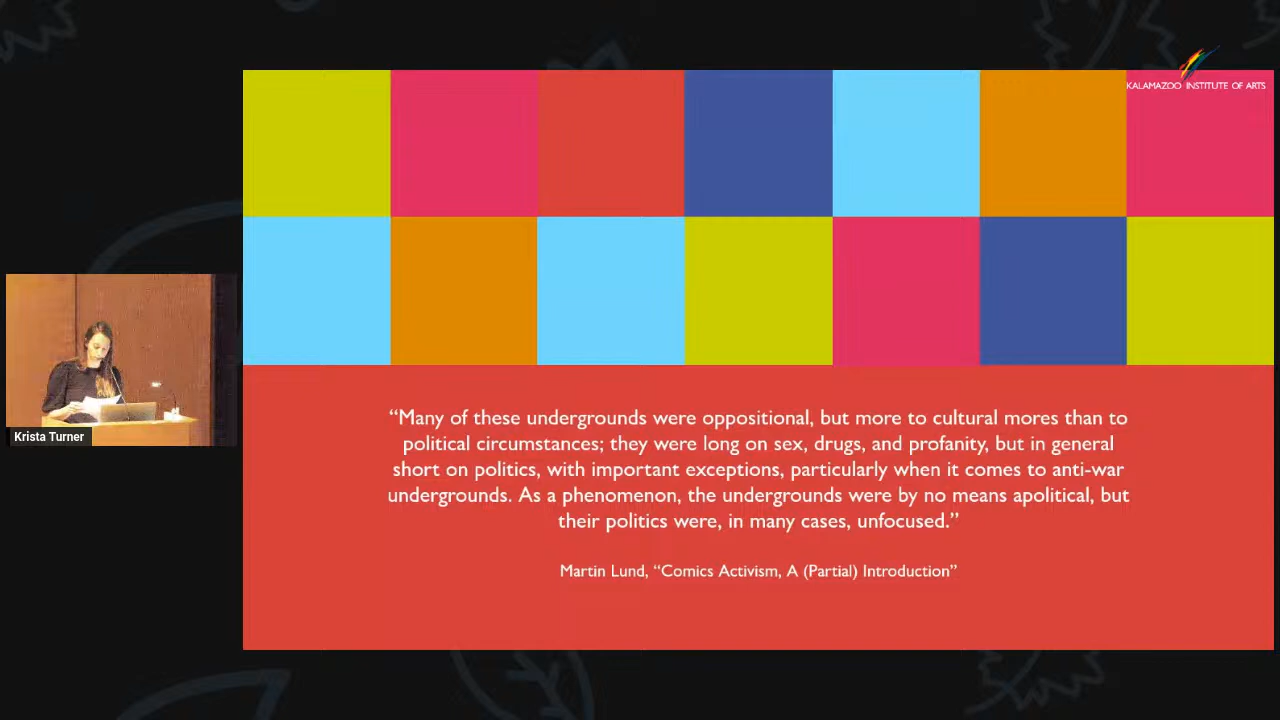 KALAMAZOO INSTITUTE OF ARTS
“Many of these undergrounds were oppositional, but more to cultural mores than to
political circumstances; they were long on sex, drugs, and profanity, but in general
short on politics, with important exceptions, particularly when it comes to anti-war
undergrounds. As a phenomenon, the undergrounds were by no means apolitical, but
their politics were, in many cases, unfocused.”
Martin Lund, “Comics Activism, A (Partial) Introduction”
Krista Turner